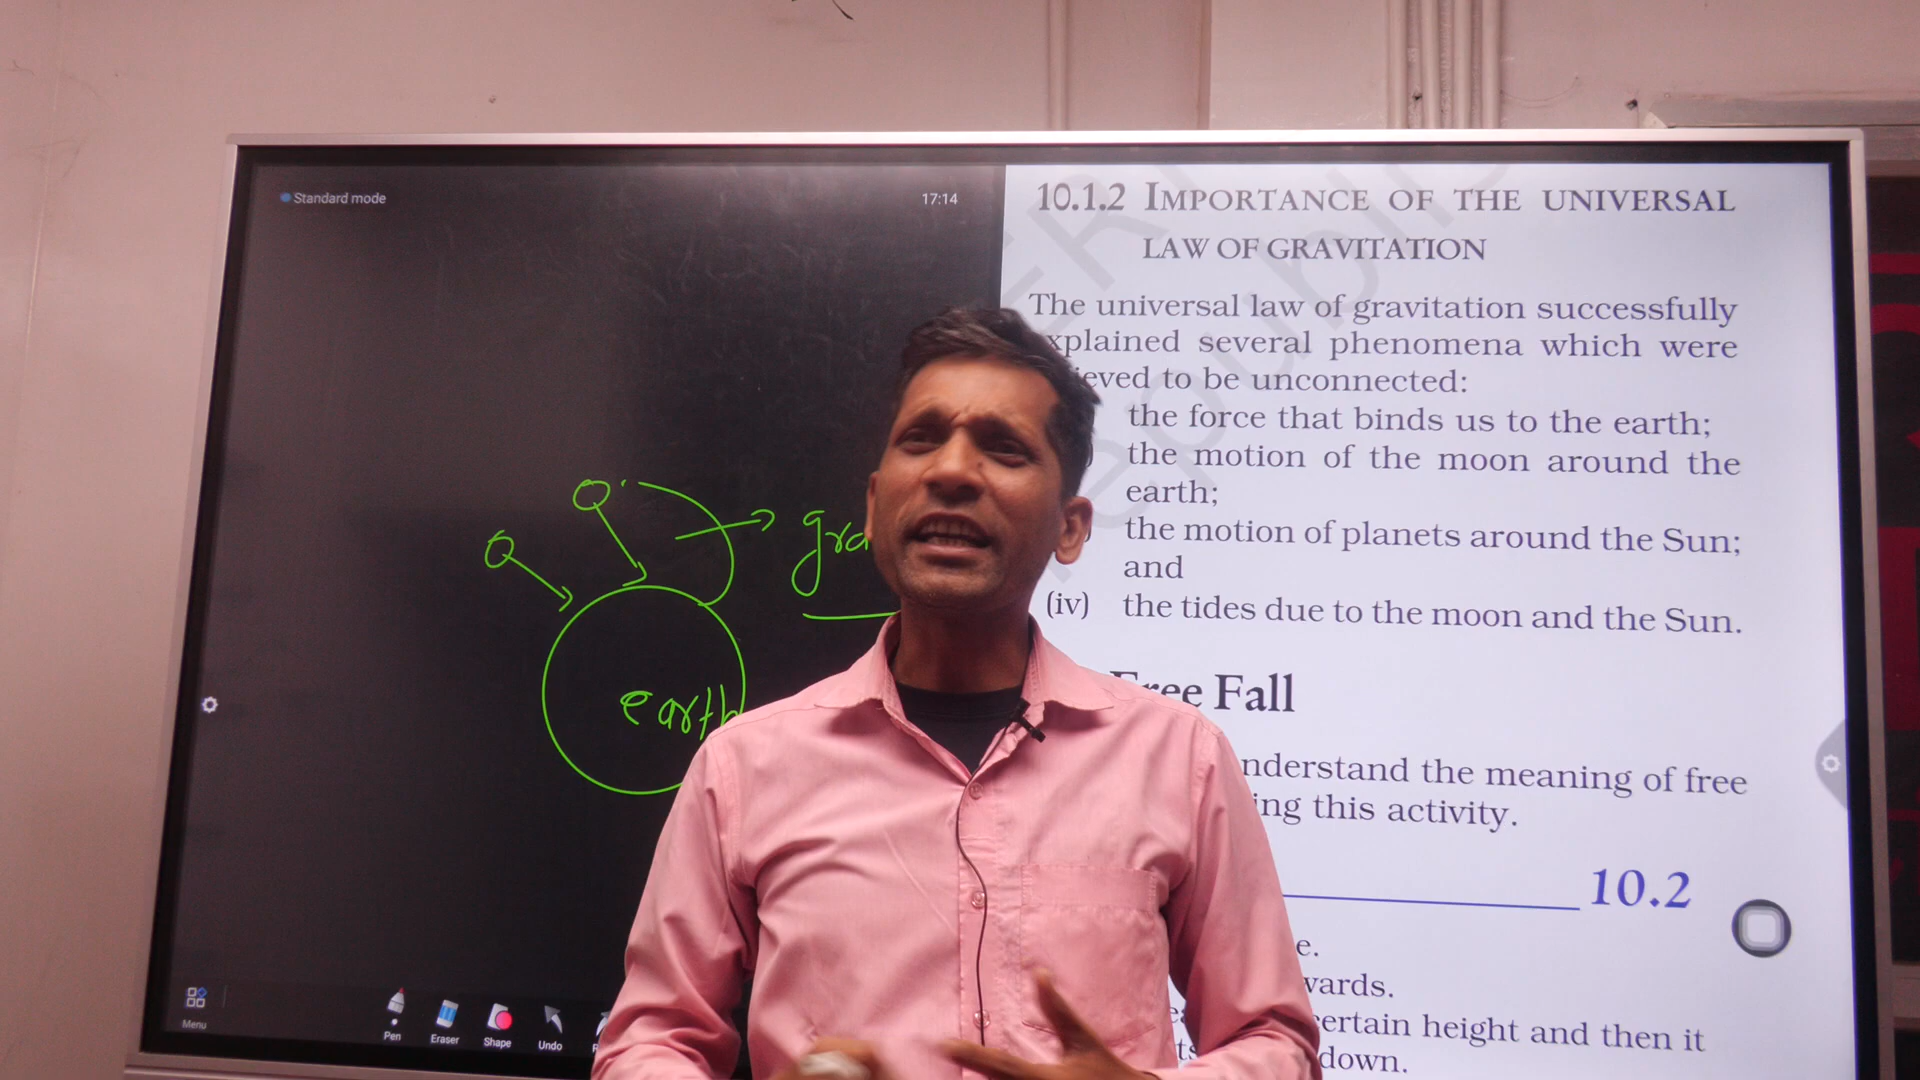 Standard mode
17:14
earth
Menu
Pen
Eraser
Shape
Undo
10.1.2 IMPORTANCE OF THE UNIVERSAL
LAW OF GRAVITATION
The universal law of gravitation successfully
xplained several phenomena which were
ieved to be unconnected:
the force that binds us to the earth;
the motion of the moon around the
earth;
the motion of planets around the Sun;
and
(iv) the tides due to the moon and the Sun.
Free Fall
nderstand the meaning of free
ing this activity.
10.2
e.
wards.
certain height and then it
down.